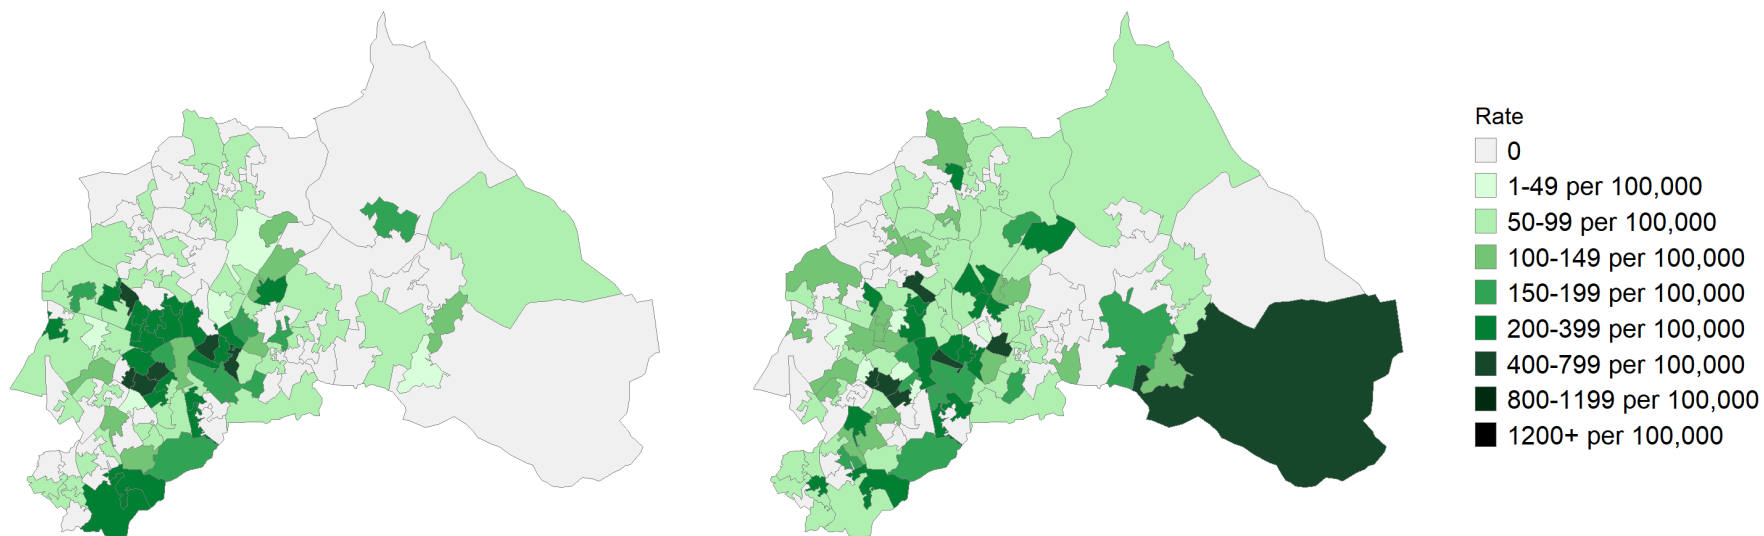 Rate
0
1-49 per 100,000
50-99 per 100,000
100-149 per 100,000
150-199 per 100,000
200-399 per 100,000
400-799 per 100,000
800-1199 per 100,000
1200+ per 100,000